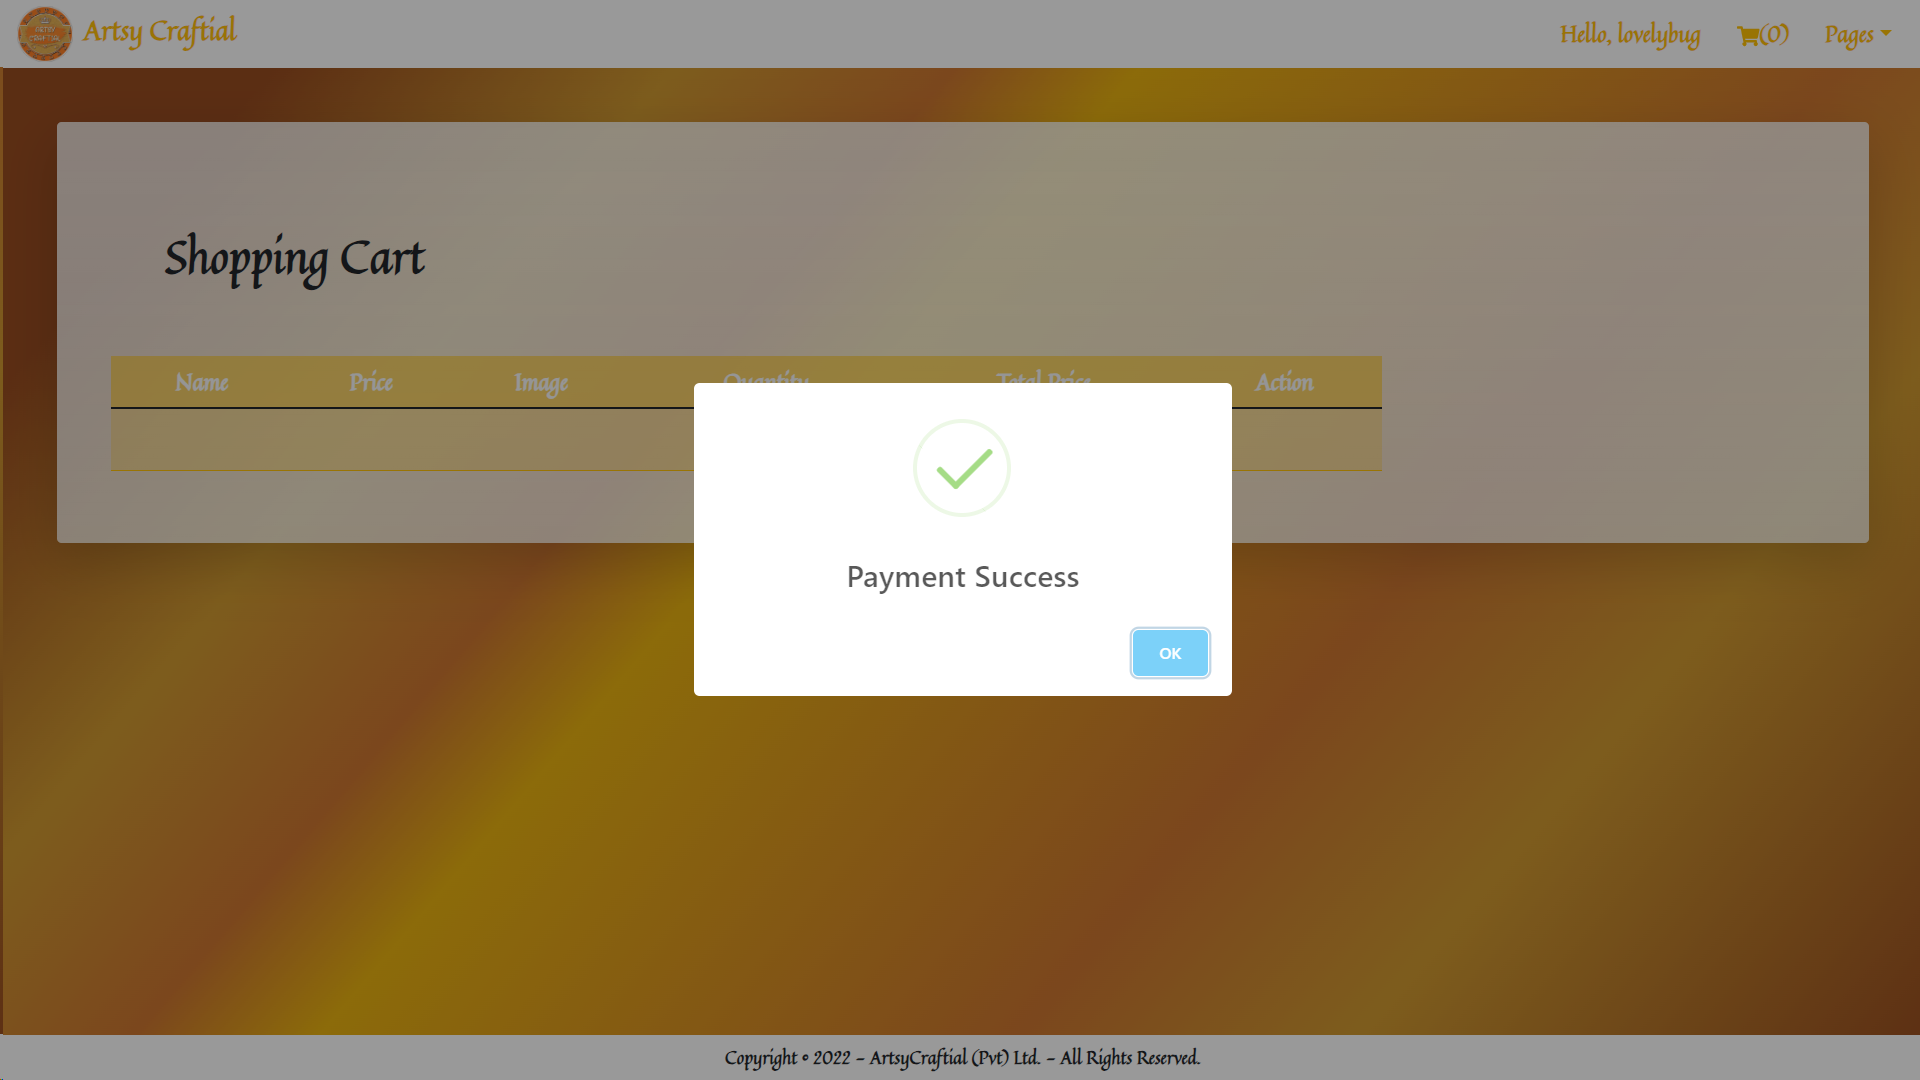 Artsy Craftial
Hello, lovelybug
(0)
Pages
Shopping Cart
Name Price Image Quantity Total Price Action
Payment Success
OK
Copyright © 2022 - ArtsyCraftial (Pvt) Ltd. - All Rights Reserved.